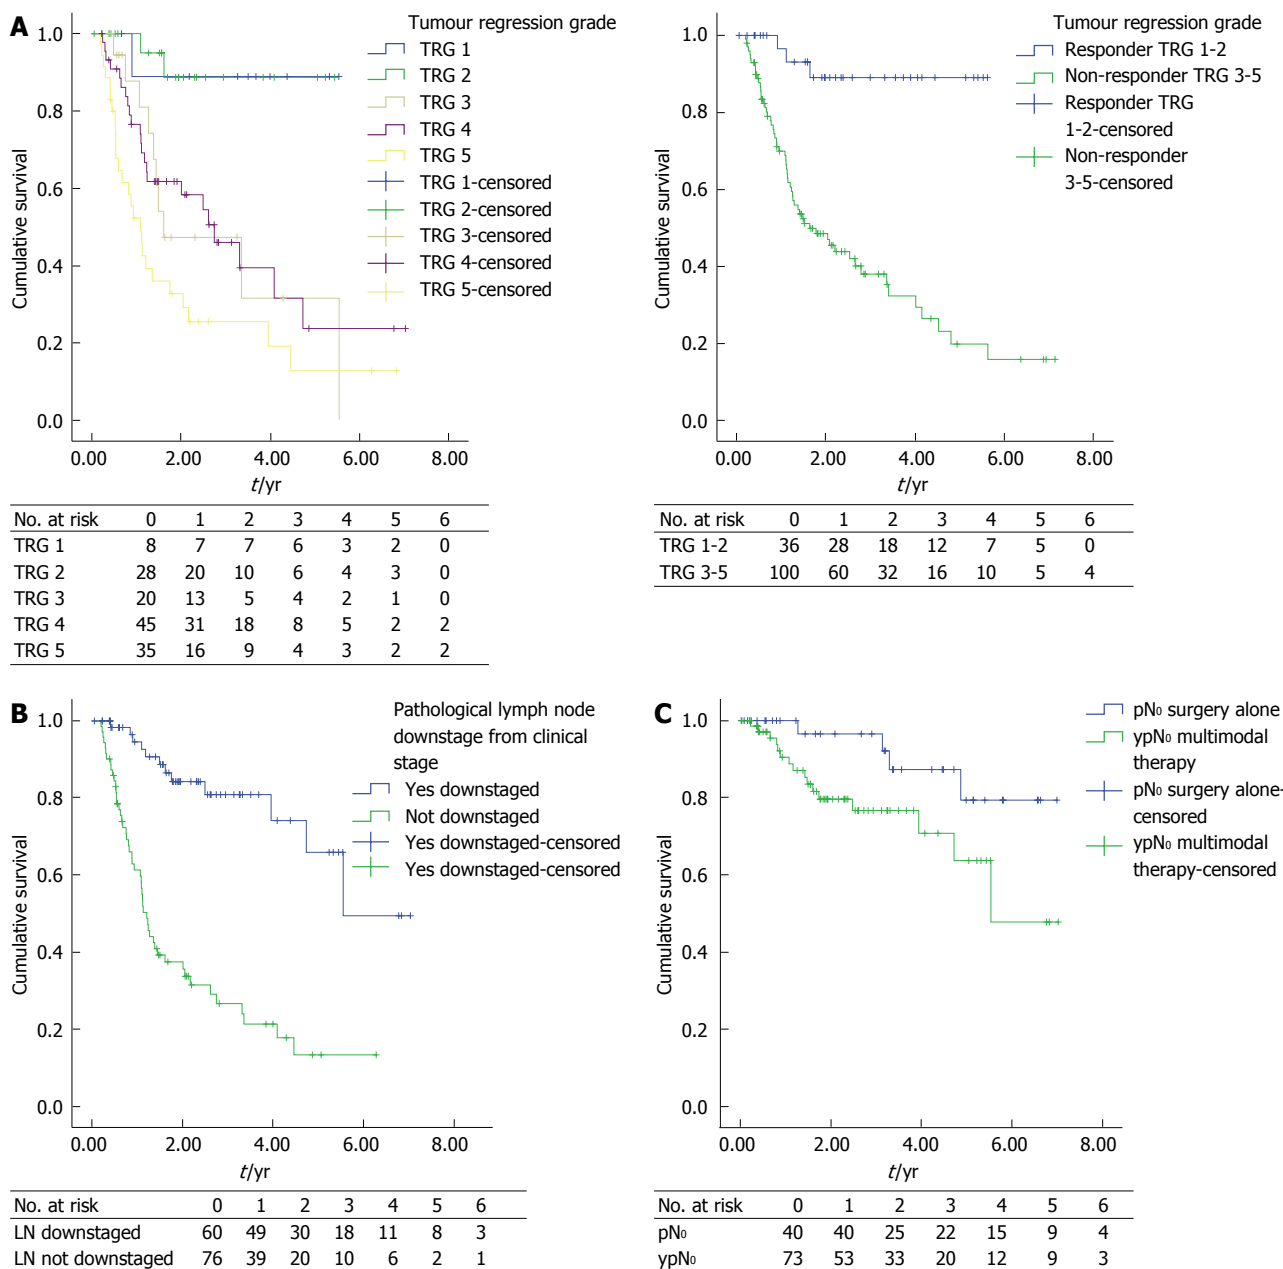 A
Tumour regression grade
TRG 1
TRG 2
TRG 3
TRG 4
TRG 5
TRG 1-censored
TRG 2-censored
TRG 3-censored
TRG 4-censored
TRG 5-censored
Cumulative survival
1.0
0.8
0.6
0.4
0.2
0.0
0.00 2.00 4.00 6.00 8.00
t/yr
No. at risk 0 1 2 3 4 5 6
TRG 1 8 7 7 6 3 2 0
TRG 2 28 20 10 6 4 3 0
TRG 3 20 13 5 4 2 1 0
TRG 4 45 31 18 8 5 2 2
TRG 5 35 16 9 4 3 2 2
Tumour regression grade
Responder TRG 1-2
Non-responder TRG 3-5
Responder TRG
1-2-censored
Non-responder
3-5-censored
Cumulative survival
1.0
0.8
0.6
0.4
0.2
0.0
0.00 2.00 4.00 6.00 8.00
t/yr
No. at risk 0 1 2 3 4 5 6
TRG 1-2 36 28 18 12 7 5 0
TRG 3-5 100 60 32 16 10 5 4
B
Pathological lymph node
downstage from clinical
stage
Yes downstaged
Not downstaged
Yes downstaged-censored
Yes downstaged-censored
Cumulative survival
1.0
0.8
0.6
0.4
0.2
0.0
0.00 2.00 4.00 6.00 8.00
t/yr
No. at risk 0 1 2 3 4 5 6
LN downstaged 60 49 30 18 11 8 3
LN not downstaged 76 39 20 10 6 2 1
C
pN0 surgery alone
ypN0 multimodal
therapy
pN0 surgery alone-
censored
ypN0 multimodal
therapy-censored
Cumulative survival
1.0
0.8
0.6
0.4
0.2
0.0
0.00 2.00 4.00 6.00 8.00
t/yr
No. at risk 0 1 2 3 4 5 6
pN0 40 40 25 22 15 9 4
ypN0 73 53 33 20 12 9 3